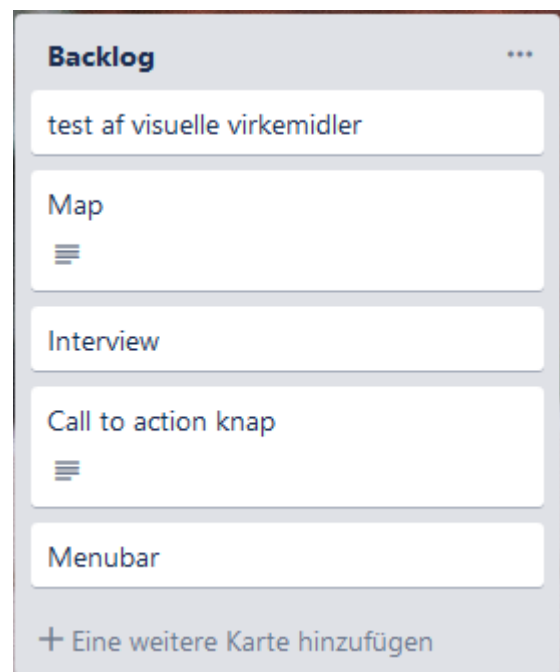 Backlog
test af visuelle virkemidler
Map
Interview
Call to action knap
Menubar
+ Eine weitere Karte hinzufügen